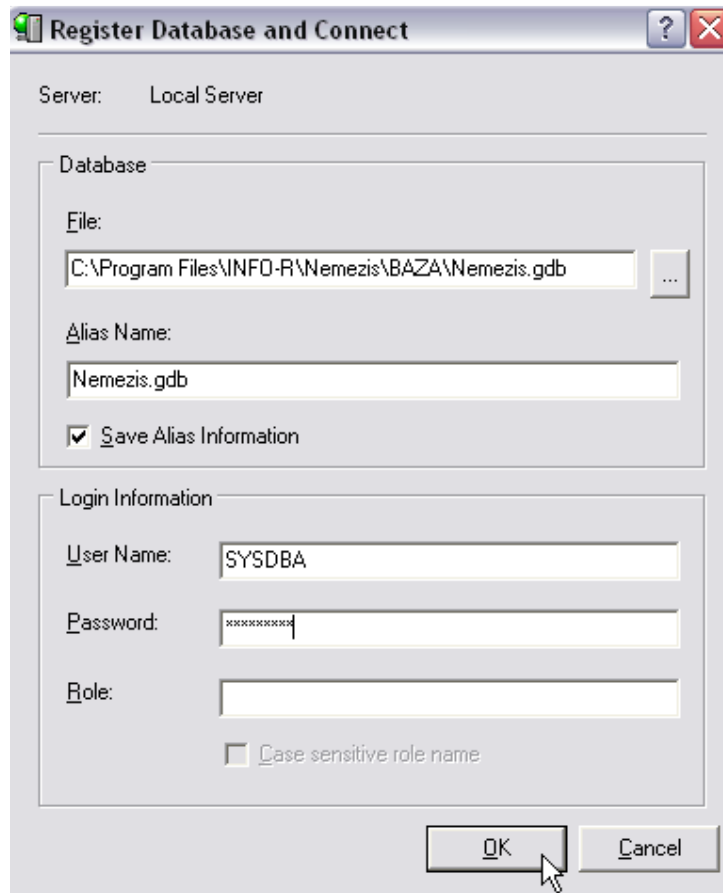 Register Database and Connect
Server: Local Server
Database
File:
C:\Program Files\INFO-R\Nemezis\BAZA\Nemezis.gdb
...
Alias Name:
Nemezis.gdb
Save Alias Information
Login Information
User Name: SYSDBA
Password: *********
Role:
Case sensitive role name
OK Cancel